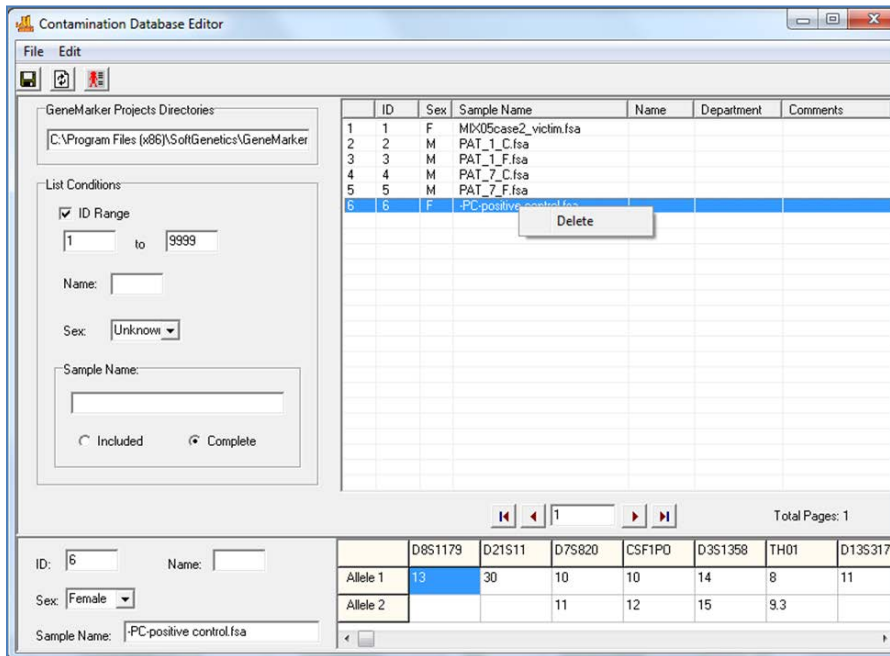 Contamination Database Editor
File Edit
GeneMarker Projects Directories
C:\Program Files (x86)\SoftGenetics\GeneMarker
List Conditions
ID Range
1 to 9999
Name:
Sex: Unknow
Sample Name:
Included Complete
ID Sex Sample Name Name Department Comments
1 1 F MIX05case2_victim.fsa
2 2 M PAT_1_C.fsa
3 3 M PAT_1_F.fsa
4 4 M PAT_7_C.fsa
5 5 M PAT_7_F.fsa
6 6 F -PC-positive control.fsa
Delete
1 Total Pages: 1
ID: 6 Name:
Sex: Female
Sample Name: -PC-positive control.fsa
D8S1179 D21S11 D7S820 CSF1PO D3S1358 TH01 D13S317
Allele 1 13 30 10 10 14 8 11
Allele 2 11 12 15 9.3